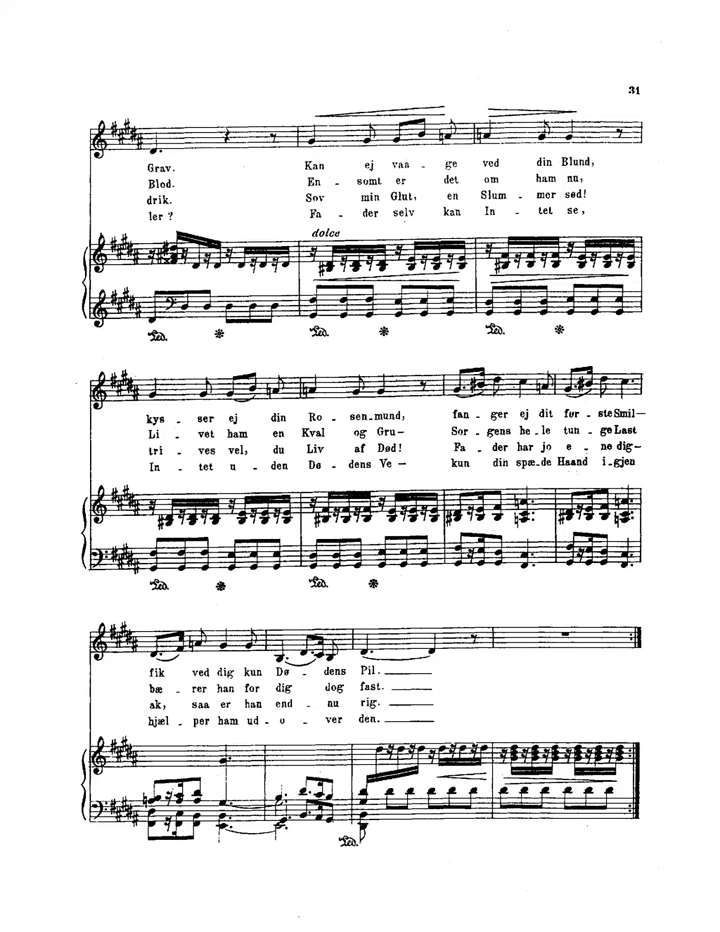 31
Grav. Kan ej vaa - ge ved din Blund,
Blod. En - somt er det om ham nu,
drik. Sov min Glut, en Slum - mer sød!
ler? Fa - der selv kan In - tet se,
dolce
Ped. * Ped. * Ped. *
kys - ser ej din Ro - sen-mund, fan - ger ej dit før - ste Smil-
Li - vet ham en Kval og Gru- Sor - gens he - le tun - ge Last
tri - ves vel, du Liv af Død! Fa - der har jo e - ne dig-
In - tet u - den Dø - dens Ve- kun din spæ - de Haand i - gjen
Ped. * Ped. *
fik ved dig kun Dø - dens Pil.
bæ - rer han for dig dog fast.
ak, saa er han end - nu rig.
hjæl - per ham ud - o - ver den.
Ped.